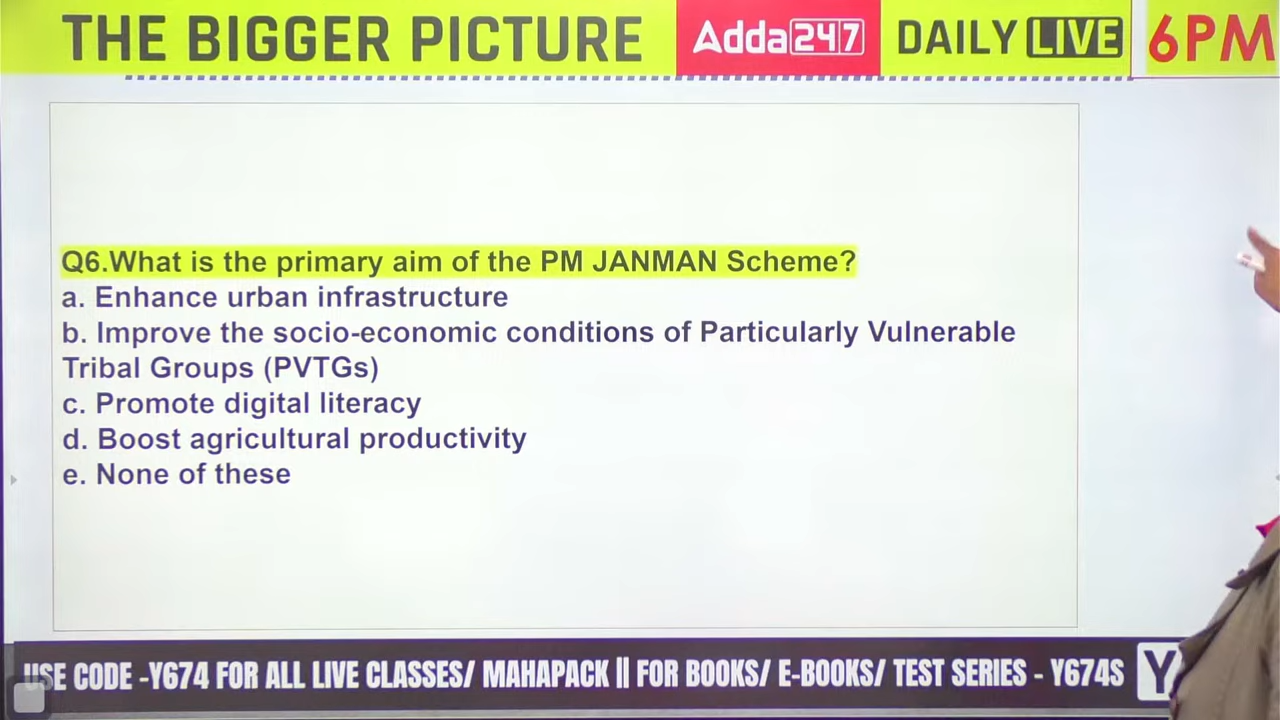 THE BIGGER PICTURE Adda247 DAILY LIVE 6PM
Q6.What is the primary aim of the PM JANMAN Scheme?
a. Enhance urban infrastructure
b. Improve the socio-economic conditions of Particularly Vulnerable
Tribal Groups (PVTGs)
c. Promote digital literacy
d. Boost agricultural productivity
e. None of these
USE CODE -Y674 FOR ALL LIVE CLASSES/ MAHAPACK || FOR BOOKS/ E-BOOKS/ TEST SERIES - Y674S Y